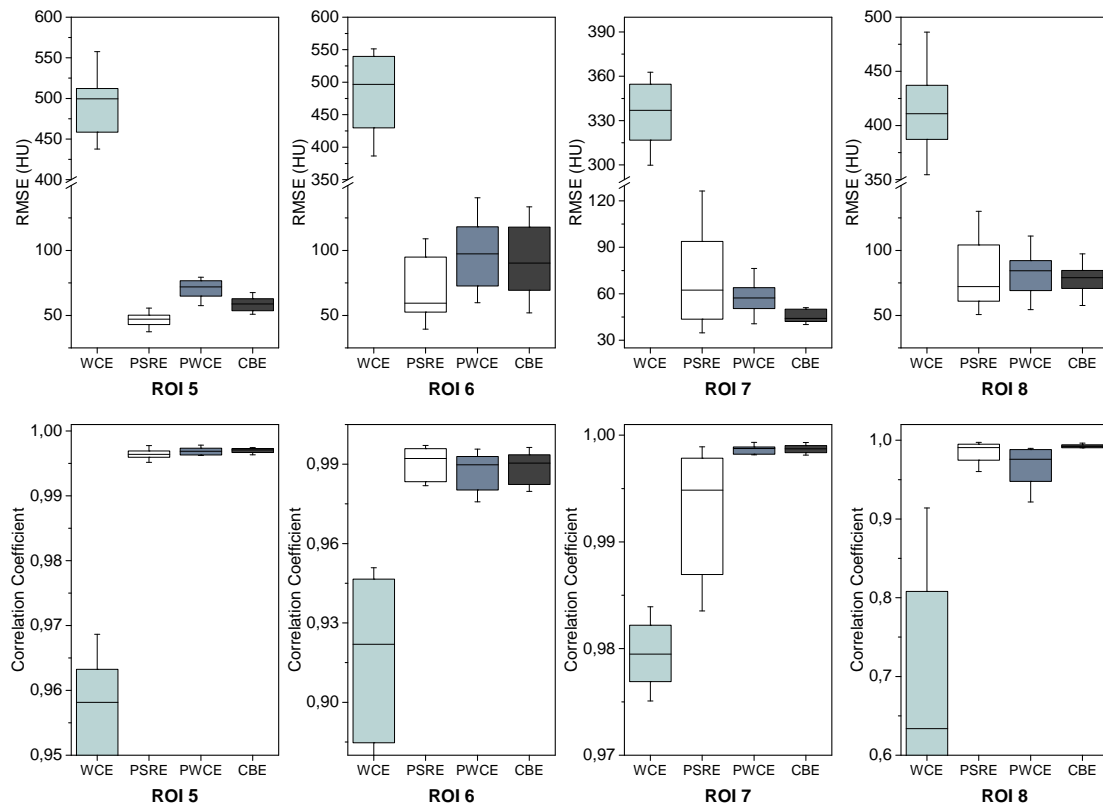 RMSE (HU)
600
550
500
450
400
100
50
WCE PSRE PWCE CBE
ROI 5
RMSE (HU)
600
550
500
450
400
350
100
50
WCE PSRE PWCE CBE
ROI 6
RMSE (HU)
390
360
330
300
120
90
60
30
WCE PSRE PWCE CBE
ROI 7
RMSE (HU)
500
450
400
350
100
50
WCE PSRE PWCE CBE
ROI 8
Correlation Coefficient
1,00
0,99
0,98
0,97
0,96
0,95
WCE PSRE PWCE CBE
ROI 5
Correlation Coefficient
0,99
0,96
0,93
0,90
WCE PSRE PWCE CBE
ROI 6
Correlation Coefficient
1,00
0,99
0,98
0,97
WCE PSRE PWCE CBE
ROI 7
Correlation Coefficient
1,0
0,9
0,8
0,7
0,6
WCE PSRE PWCE CBE
ROI 8